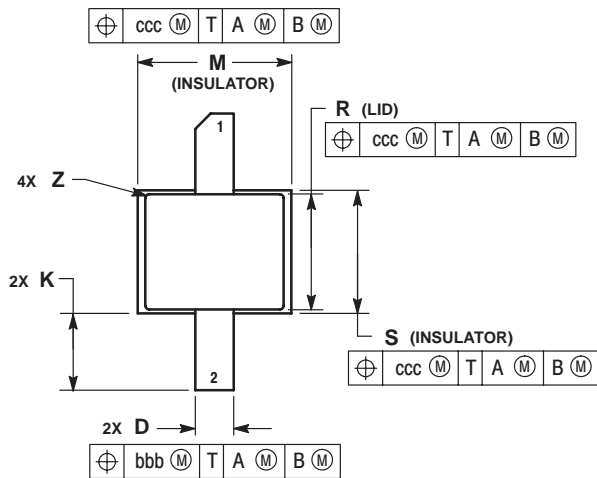 ⌖ ccc Ⓜ T A Ⓜ B Ⓜ
M
(INSULATOR)
R (LID)
⌖ ccc Ⓜ T A Ⓜ B Ⓜ
1
4X Z
2X K
S (INSULATOR)
⌖ ccc Ⓜ T A Ⓜ B Ⓜ
2
2X D
⌖ bbb Ⓜ T A Ⓜ B Ⓜ